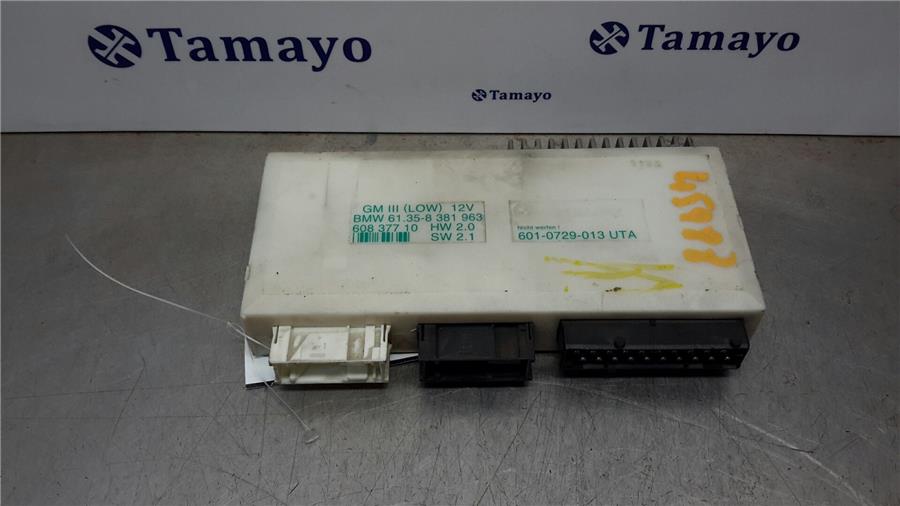 Tamayo
Tamayo
Tamayo
GM III (LOW) 12V
BMW 61.35-8 381 963
608 377 10 HW 2.0
SW 2.1
Nicht werfen !
601-0729-013 UTA